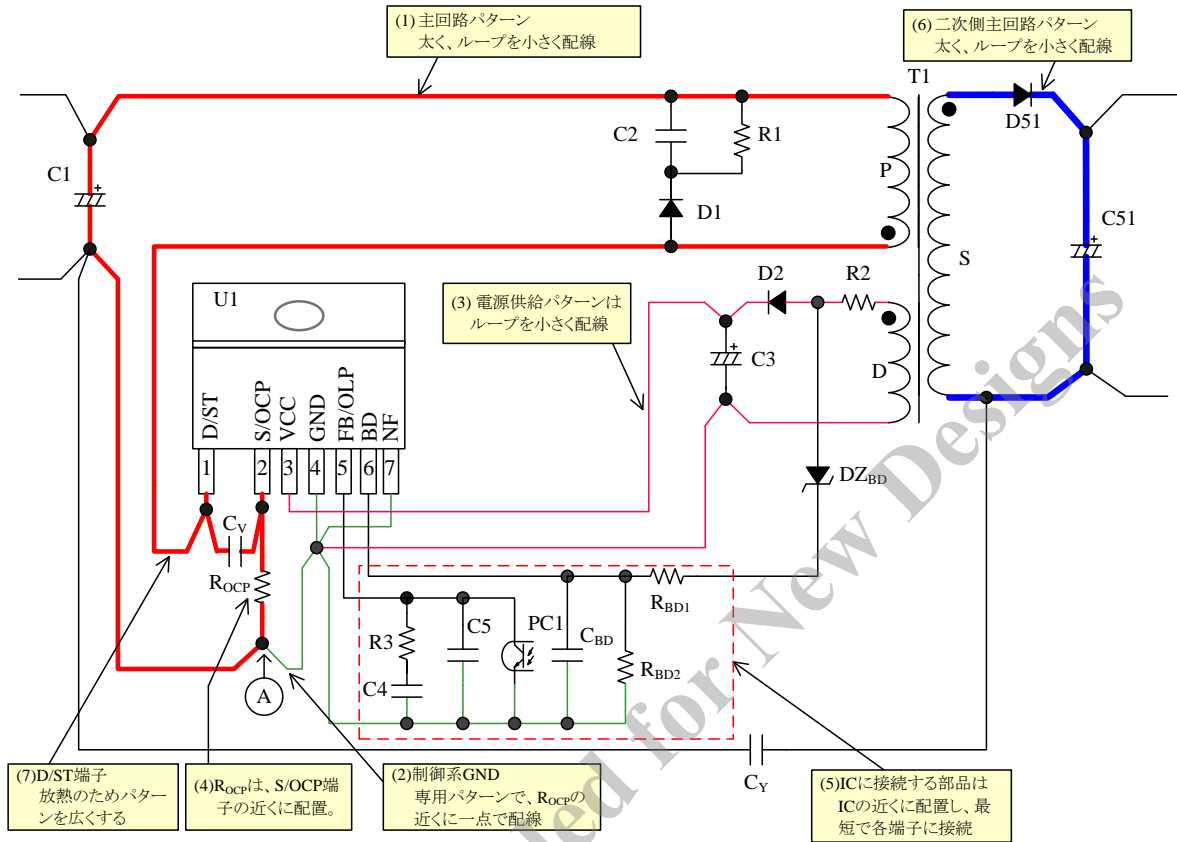 (1) 主回路パターン
太く、ループを小さく配線
(6) 二次側主回路パターン
太く、ループを小さく配線
T1
D51
C2
R1
P
C1
D1
S
C51
U1
(3) 電源供給パターンは
ループを小さく配線
D2
R2
C3
D
D/ST
S/OCP
VCC
GND
FB/OLP
BD
NF
1
2
3
4
5
6
7
DZBD
CV
ROCP
RBD1
R3
C5
PC1
CBD
RBD2
C4
A
CY
(7)D/ST端子
放熱のためパター
ンを広くする
(4)ROCPは、S/OCP端
子の近くに配置。
(2)制御系GND
専用パターンで、ROCPの
近くに一点で配線
(5)ICに接続する部品は
ICの近くに配置し、最
短で各端子に接続
ed for New Designs